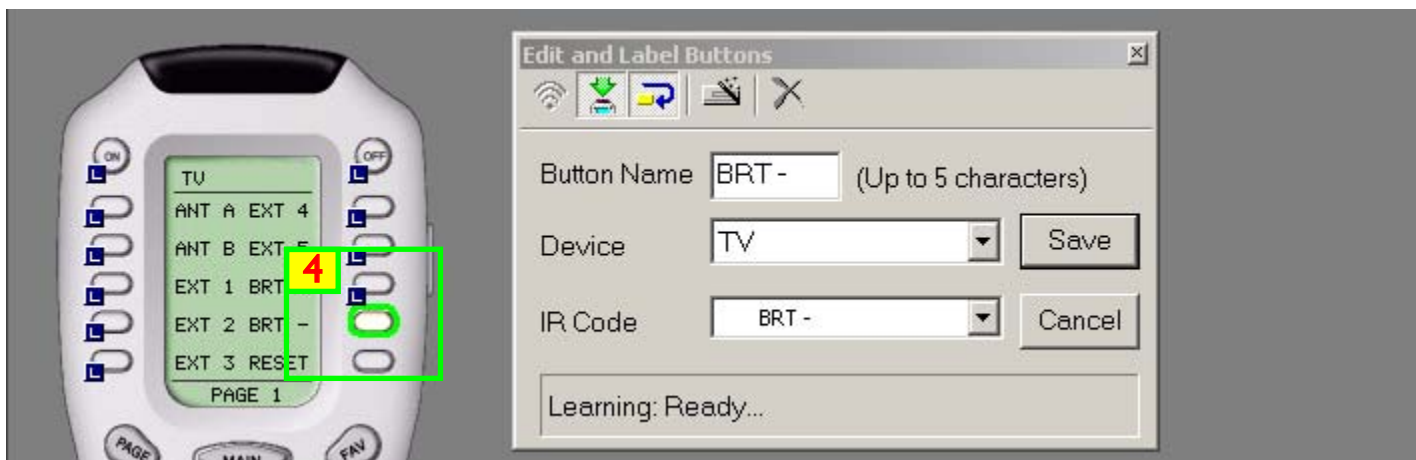 Edit and Label Buttons
ON
OFF
L
L
TV
L
L
ANT A EXT 4
L
L
ANT B EXT 5
L
L
4
EXT 1 BRT
L
EXT 2 BRT -
L
EXT 3 RESET
PAGE 1
PAGE
MAIN
FAV
Button Name BRT - (Up to 5 characters)
Device TV Save
IR Code BRT - Cancel
Learning: Ready...